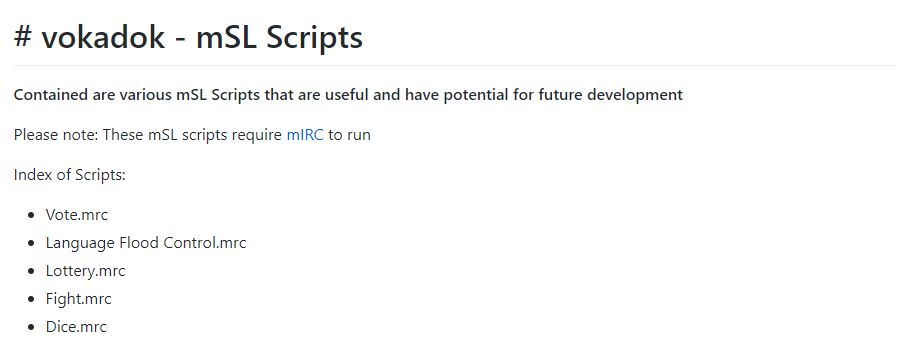 # vokadok - mSL Scripts
Contained are various mSL Scripts that are useful and have potential for future development
Please note: These mSL scripts require mIRC to run
Index of Scripts:
• Vote.mrc
• Language Flood Control.mrc
• Lottery.mrc
• Fight.mrc
• Dice.mrc